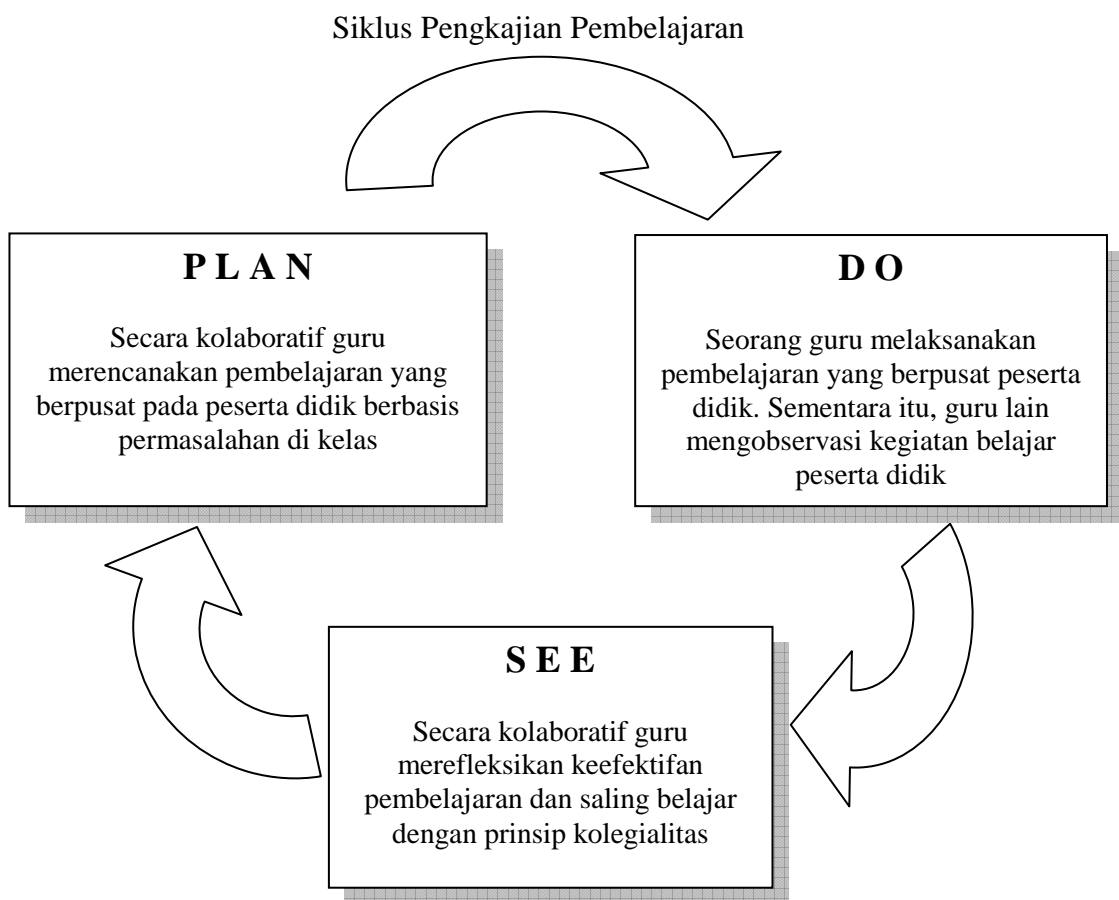 Siklus Pengkajian Pembelajaran
P L A N
Secara kolaboratif guru
merencanakan pembelajaran yang
berpusat pada peserta didik berbasis
permasalahan di kelas
D O
Seorang guru melaksanakan
pembelajaran yang berpusat peserta
didik. Sementara itu, guru lain
mengobservasi kegiatan belajar
peserta didik
S E E
Secara kolaboratif guru
merefleksikan keefektifan
pembelajaran dan saling belajar
dengan prinsip kolegialitas